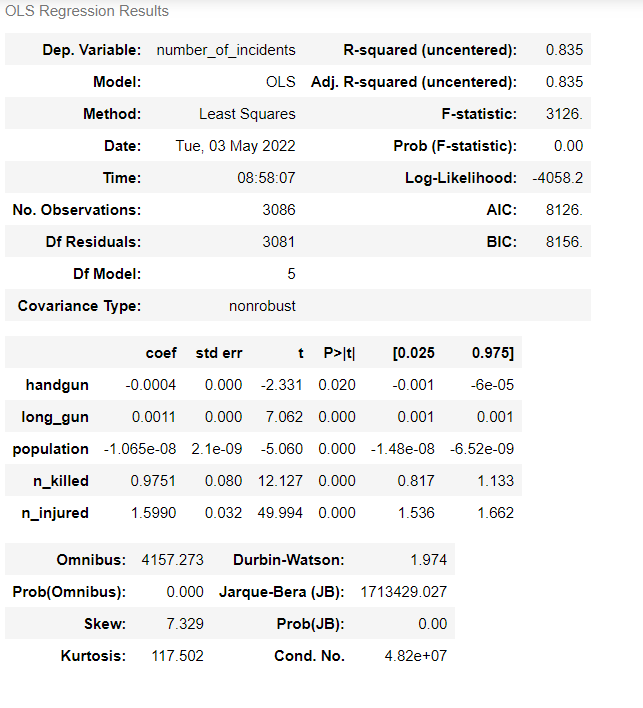 OLS Regression Results
Dep. Variable: number_of_incidents R-squared (uncentered): 0.835
Model: OLS Adj. R-squared (uncentered): 0.835
Method: Least Squares F-statistic: 3126.
Date: Tue, 03 May 2022 Prob (F-statistic): 0.00
Time: 08:58:07 Log-Likelihood: -4058.2
No. Observations: 3086 AIC: 8126.
Df Residuals: 3081 BIC: 8156.
Df Model: 5
Covariance Type: nonrobust
coef std err t P>|t| [0.025 0.975]
handgun -0.0004 0.000 -2.331 0.020 -0.001 -6e-05
long_gun 0.0011 0.000 7.062 0.000 0.001 0.001
population -1.065e-08 2.1e-09 -5.060 0.000 -1.48e-08 -6.52e-09
n_killed 0.9751 0.080 12.127 0.000 0.817 1.133
n_injured 1.5990 0.032 49.994 0.000 1.536 1.662
Omnibus: 4157.273 Durbin-Watson: 1.974
Prob(Omnibus): 0.000 Jarque-Bera (JB): 1713429.027
Skew: 7.329 Prob(JB): 0.00
Kurtosis: 117.502 Cond. No. 4.82e+07